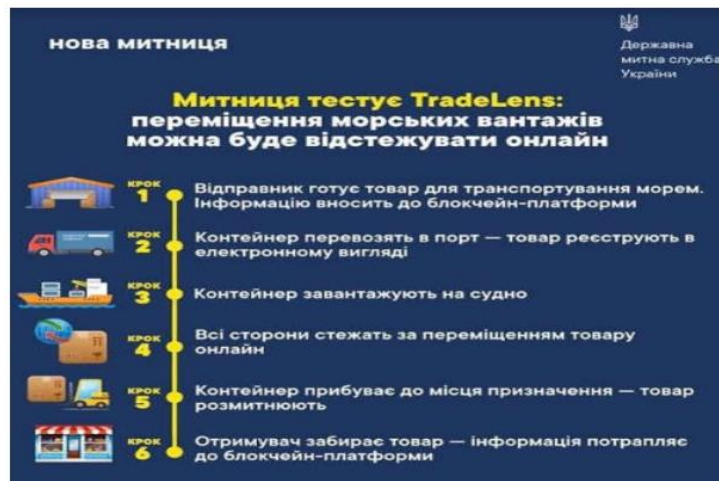 нова митниця
Державна
митна служба
України
Митниця тестує TradeLens:
переміщення морських вантажів
можна буде відстежувати онлайн
КРОК
1
Відправник готує товар для транспортування морем.
Інформацію вносить до блокчейн-платформи
КРОК
2
Контейнер перевозять в порт — товар реєструють в
електронному вигляді
КРОК
3
Контейнер завантажують на судно
КРОК
4
Всі сторони стежать за переміщенням товару
онлайн
КРОК
5
Контейнер прибуває до місця призначення — товар
розмитнюють
КРОК
6
Отримувач забирає товар — інформація потрапляє
до блокчейн-платформи